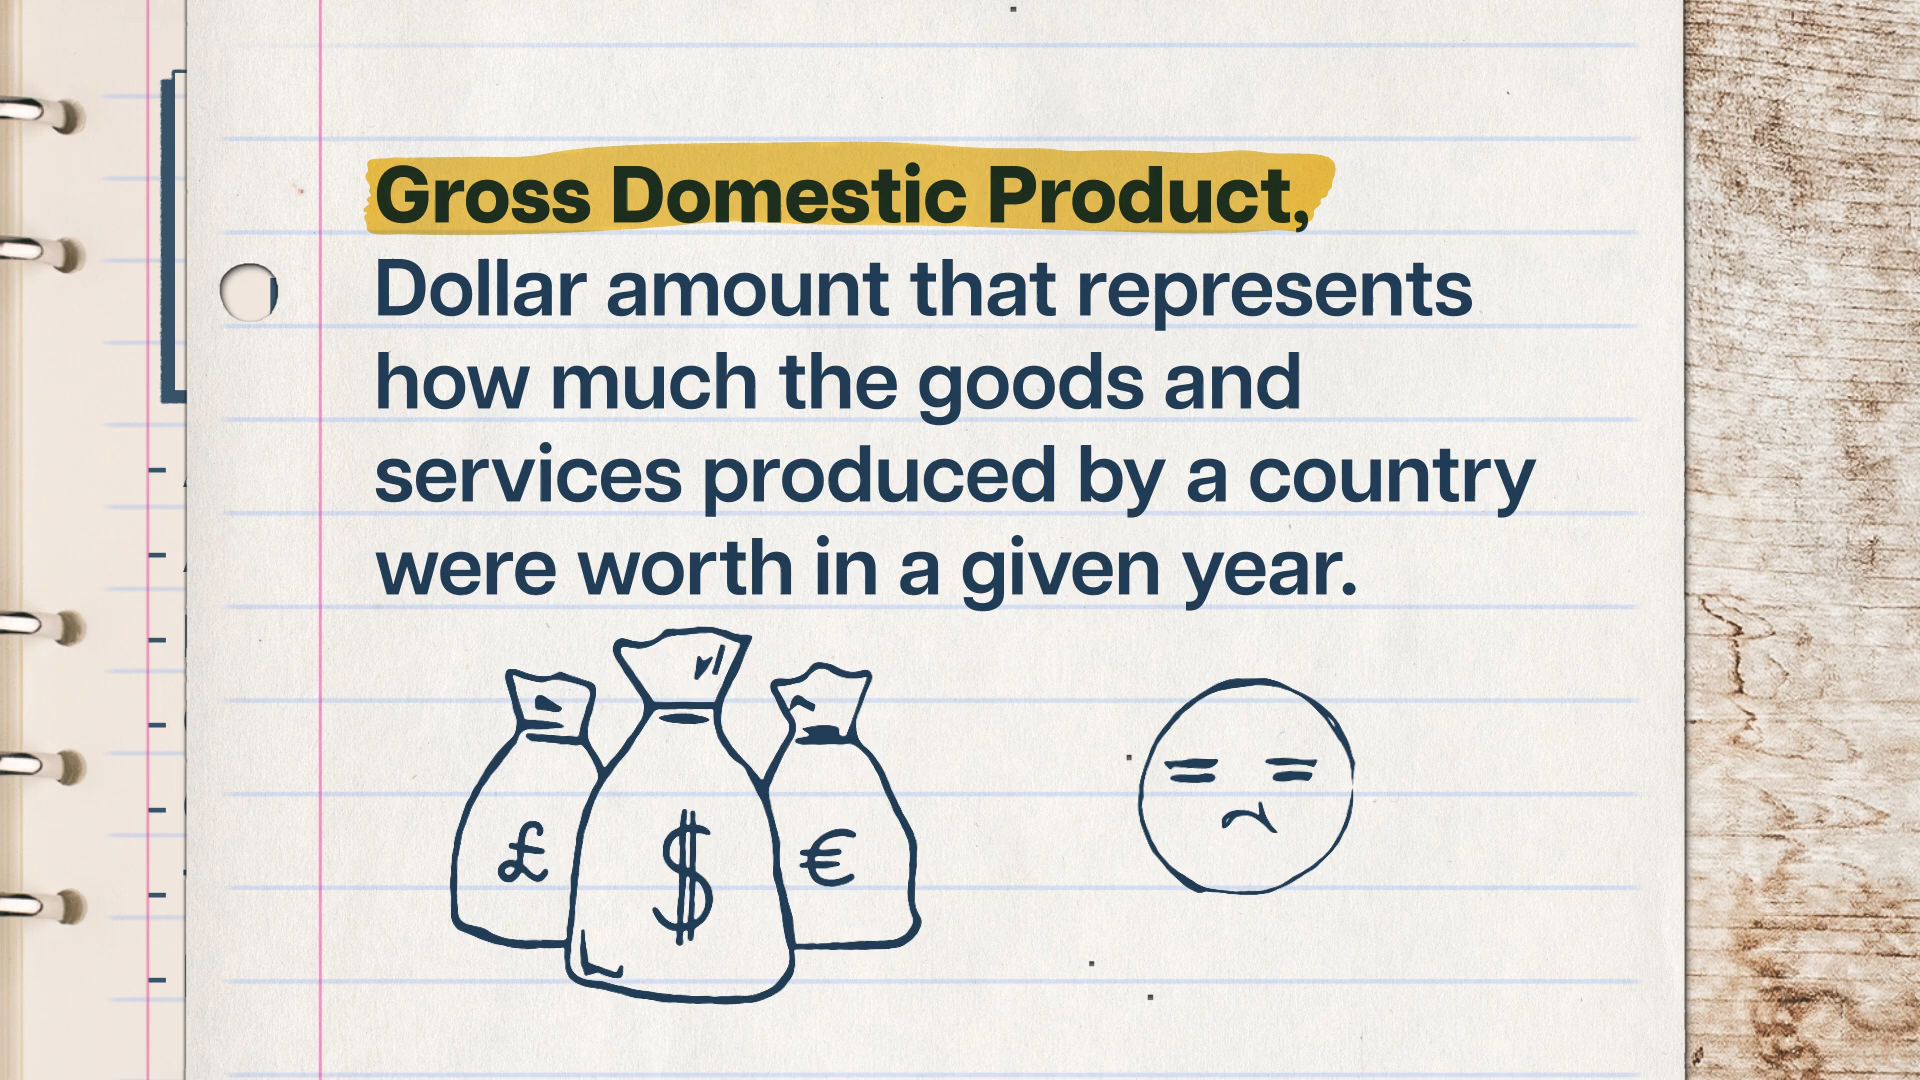 Gross Domestic Product,
Dollar amount that represents
how much the goods and
services produced by a country
were worth in a given year.
£ $ €